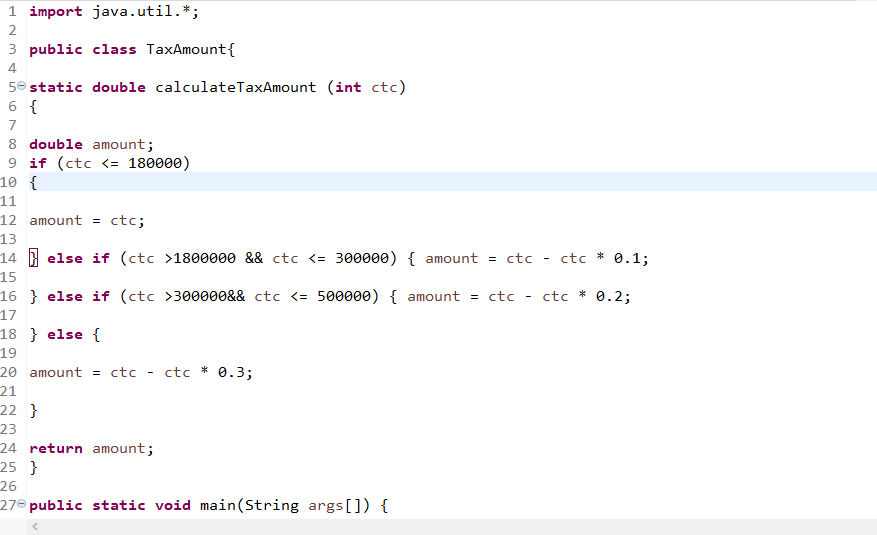 1 import java.util.*;
2
3 public class TaxAmount{
4
5 static double calculateTaxAmount (int ctc)
6 {
7
8 double amount;
9 if (ctc <= 180000)
10 {
11
12 amount = ctc;
13
14 } else if (ctc >1800000 && ctc <= 300000) { amount = ctc - ctc * 0.1;
15
16 } else if (ctc >300000&& ctc <= 500000) { amount = ctc - ctc * 0.2;
17
18 } else {
19
20 amount = ctc - ctc * 0.3;
21
22 }
23
24 return amount;
25 }
26
27 public static void main(String args[]) {